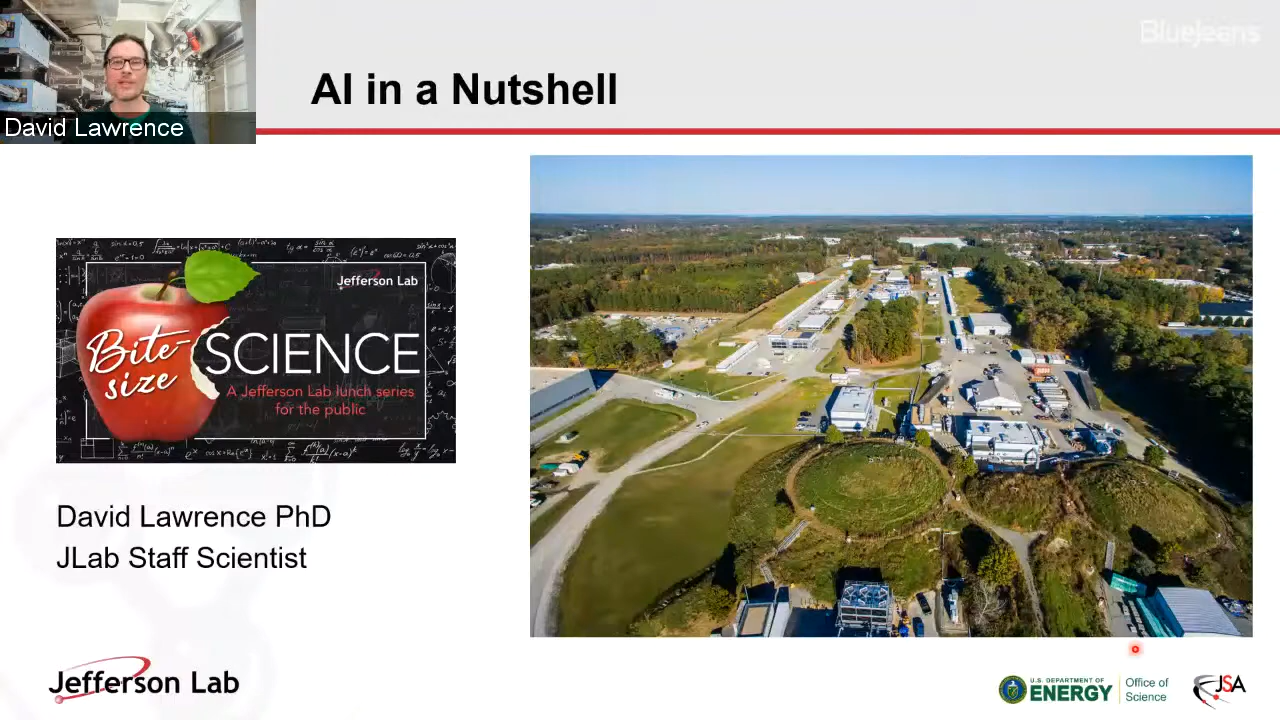 BlueJeans
AI in a Nutshell
David Lawrence
Jefferson Lab
Bite-
size
SCIENCE
A Jefferson Lab lunch series
for the public
David Lawrence PhD
JLab Staff Scientist
Jefferson Lab
U.S. DEPARTMENT OF
ENERGY
Office of
Science
JSA